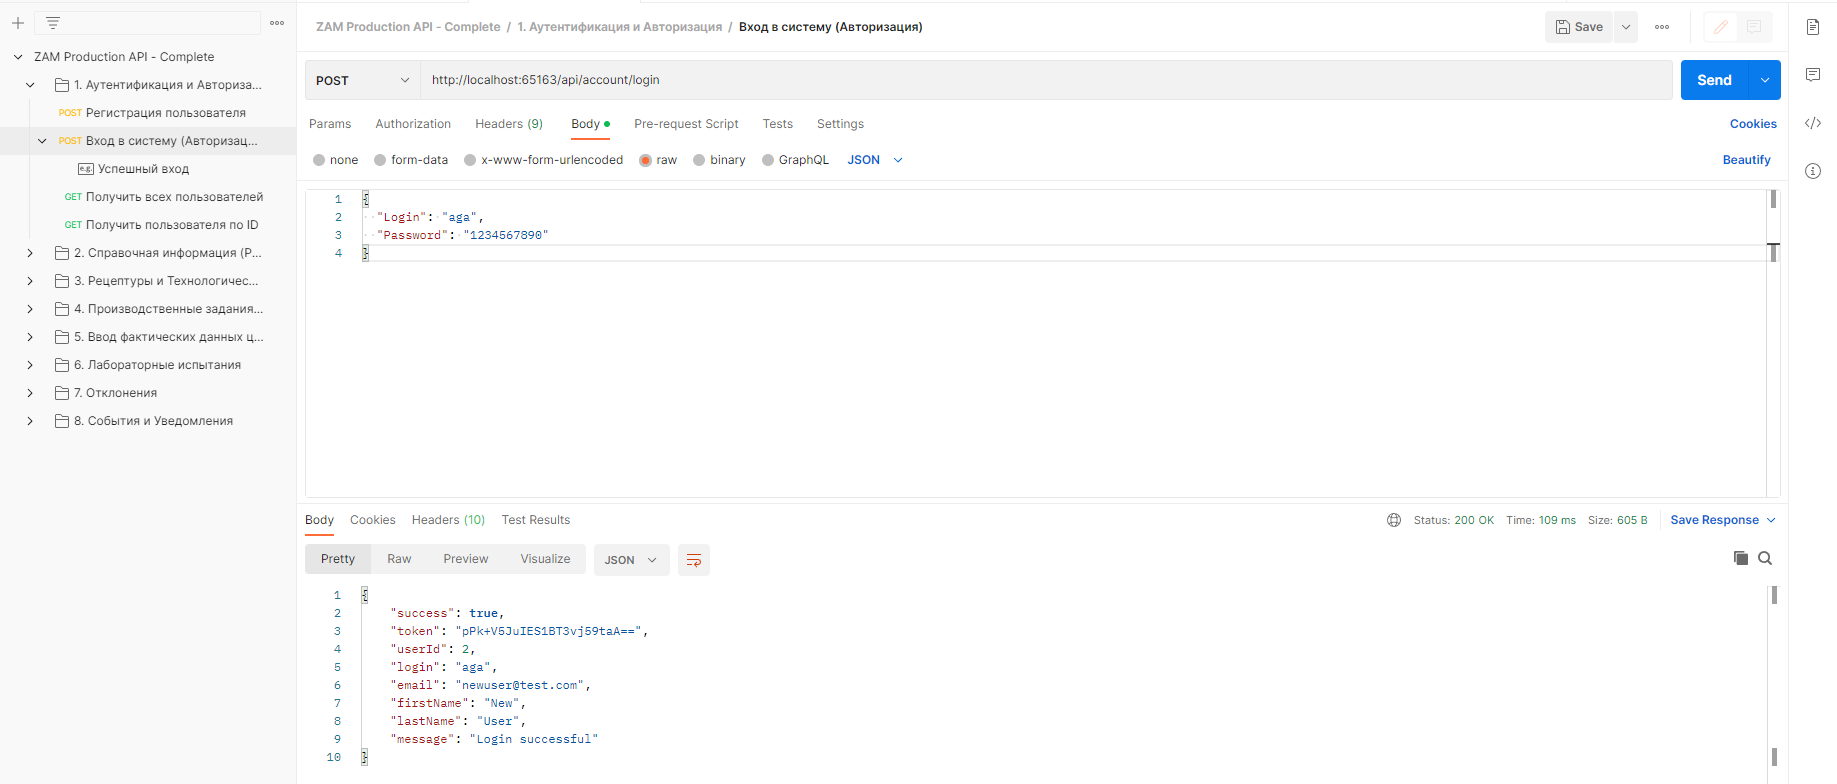 ZAM Production API - Complete
1. Аутентификация и Авториза...
POST Регистрация пользователя
POST Вход в систему (Авторизац...
e.g. Успешный вход
GET Получить всех пользователей
GET Получить пользователя по ID
2. Справочная информация (Р...
3. Рецептуры и Технологичес...
4. Производственные задания...
5. Ввод фактических данных ц...
6. Лабораторные испытания
7. Отклонения
8. События и Уведомления
ZAM Production API - Complete / 1. Аутентификация и Авторизация / Вход в систему (Авторизация)
Save
POST http://localhost:65163/api/account/login
Send
Params Authorization Headers (9) Body Pre-request Script Tests Settings Cookies
none form-data x-www-form-urlencoded raw binary GraphQL JSON Beautify
1 {
2 "Login": "aga",
3 "Password": "1234567890"
4 }
Body Cookies Headers (10) Test Results Status: 200 OK Time: 109 ms Size: 605 B Save Response
Pretty Raw Preview Visualize JSON
1 {
2 "success": true,
3 "token": "pPk+V5JuIES1BT3vj59taA==",
4 "userId": 2,
5 "login": "aga",
6 "email": "newuser@test.com",
7 "firstName": "New",
8 "lastName": "User",
9 "message": "Login successful"
10 }